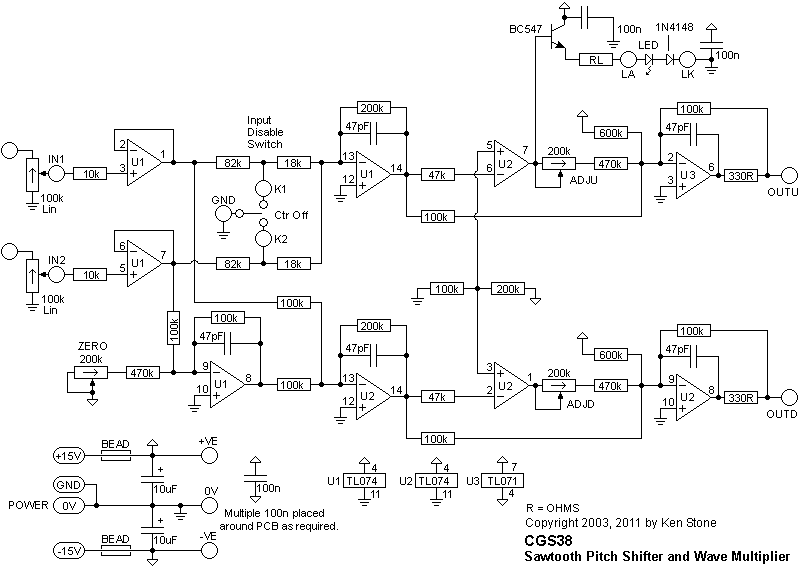 BC547
100n
1N4148
LED
RL
LA
LK
100n
Input
Disable
Switch
200k
47pF
600k
100k
47pF
IN1
100k
Lin
10k
2
3
U1
1
82k
18k
K1
GND
Ctr Off
K2
13
12
U1
14
47k
100k
5
6
U2
7
200k
ADJU
470k
2
3
U3
6
330R
OUTU
IN2
100k
Lin
10k
6
5
U1
7
82k
18k
100k
100k
100k
200k
ZERO
200k
470k
100k
47pF
9
10
U1
8
100k
200k
47pF
13
12
U2
14
47k
100k
3
2
U2
1
200k
ADJD
600k
470k
100k
47pF
9
10
U2
8
330R
OUTD
BEAD
+VE
+15V
+
10uF
GND
POWER
0V
0V
+
10uF
BEAD
-15V
-VE
100n
Multiple 100n placed
around PCB as required.
U1
4
TL074
11
U2
4
TL074
11
U3
7
TL071
4
R = OHMS
Copyright 2003, 2011 by Ken Stone
CGS38
Sawtooth Pitch Shifter and Wave Multiplier